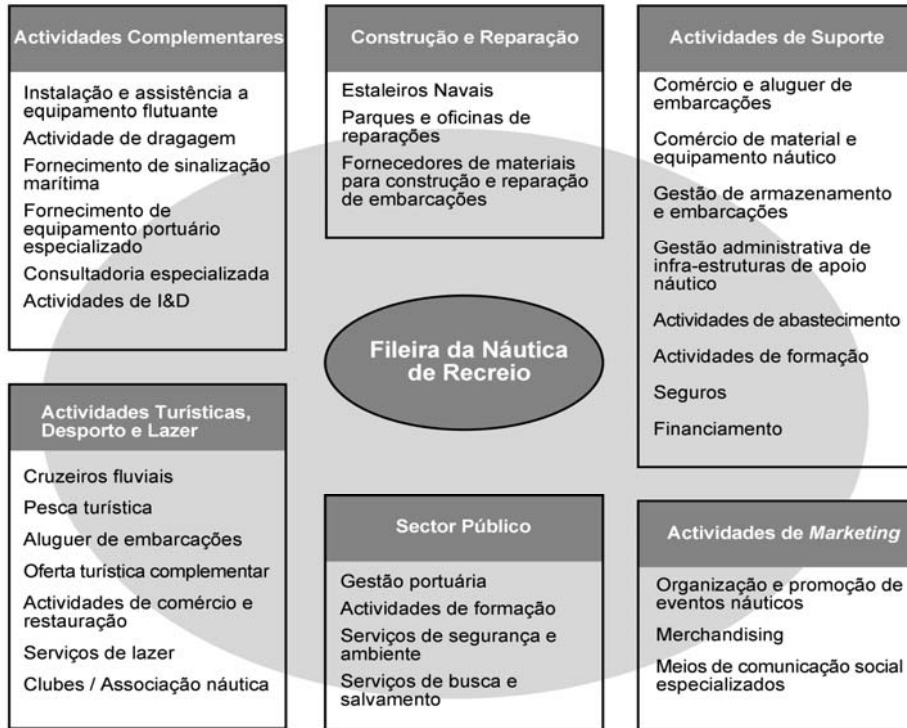 Actividades Complementares
Instalação e assistência a
equipamento flutuante
Actividade de dragagem
Fornecimento de sinalização
marítima
Fornecimento de
equipamento portuário
especializado
Consultadoria especializada
Actividades de I&D
Construção e Reparação
Estaleiros Navais
Parques e oficinas de
reparações
Fornecedores de materiais
para construção e reparação
de embarcações
Actividades de Suporte
Comércio e aluguer de
embarcações
Comércio de material e
equipamento náutico
Gestão de armazenamento
e embarcações
Gestão administrativa de
infra-estruturas de apoio
náutico
Actividades de abastecimento
Actividades de formação
Seguros
Financiamento
Fileira da Náutica
de Recreio
Actividades Turísticas,
Desporto e Lazer
Cruzeiros fluviais
Pesca turística
Aluguer de embarcações
Oferta turística complementar
Actividades de comércio e
restauração
Serviços de lazer
Clubes / Associação náutica
Sector Público
Gestão portuária
Actividades de formação
Serviços de segurança e
ambiente
Serviços de busca e
salvamento
Actividades de Marketing
Organização e promoção de
eventos náuticos
Merchandising
Meios de comunicação social
especializados